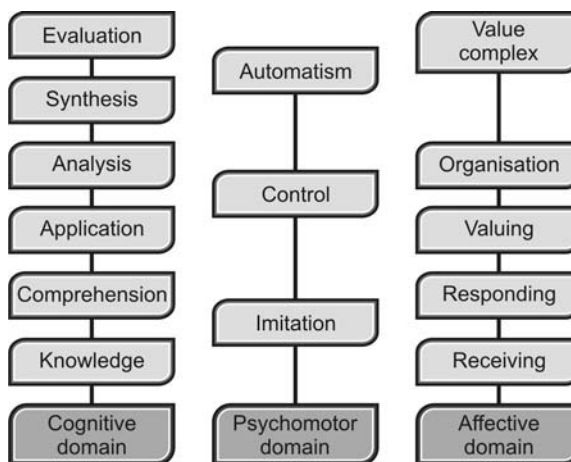 Evaluation
Synthesis
Analysis
Application
Comprehension
Knowledge
Cognitive
domain
Automatism
Control
Imitation
Psychomotor
domain
Value
complex
Organisation
Valuing
Responding
Receiving
Affective
domain